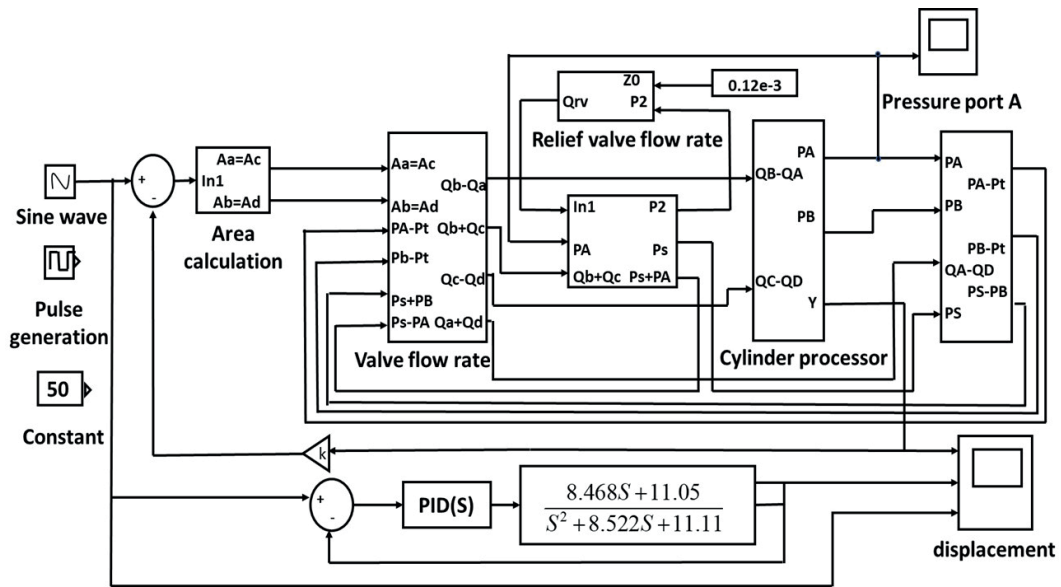 Sine wave
Pulse
generation
50
Constant
+
-
Aa=Ac
In1
Ab=Ad
Area
calculation
Aa=Ac
Ab=Ad
PA-Pt
Pb-Pt
Ps+PB
Ps-PA
Qb-Qa
Qb+Qc
Qc-Qd
Qa+Qd
Valve flow rate
Z0
Qrv
P2
0.12e-3
Relief valve flow rate
In1
PA
Qb+Qc
P2
Ps
Ps+PA
QB-QA
QC-QD
PA
PB
Y
Cylinder processor
Pressure port A
PA
PB
QA-QD
PS
PA-Pt
PB-Pt
PS-PB
k
+
-
PID(S)
8.468S+11.05
S²+8.522S+11.11
displacement